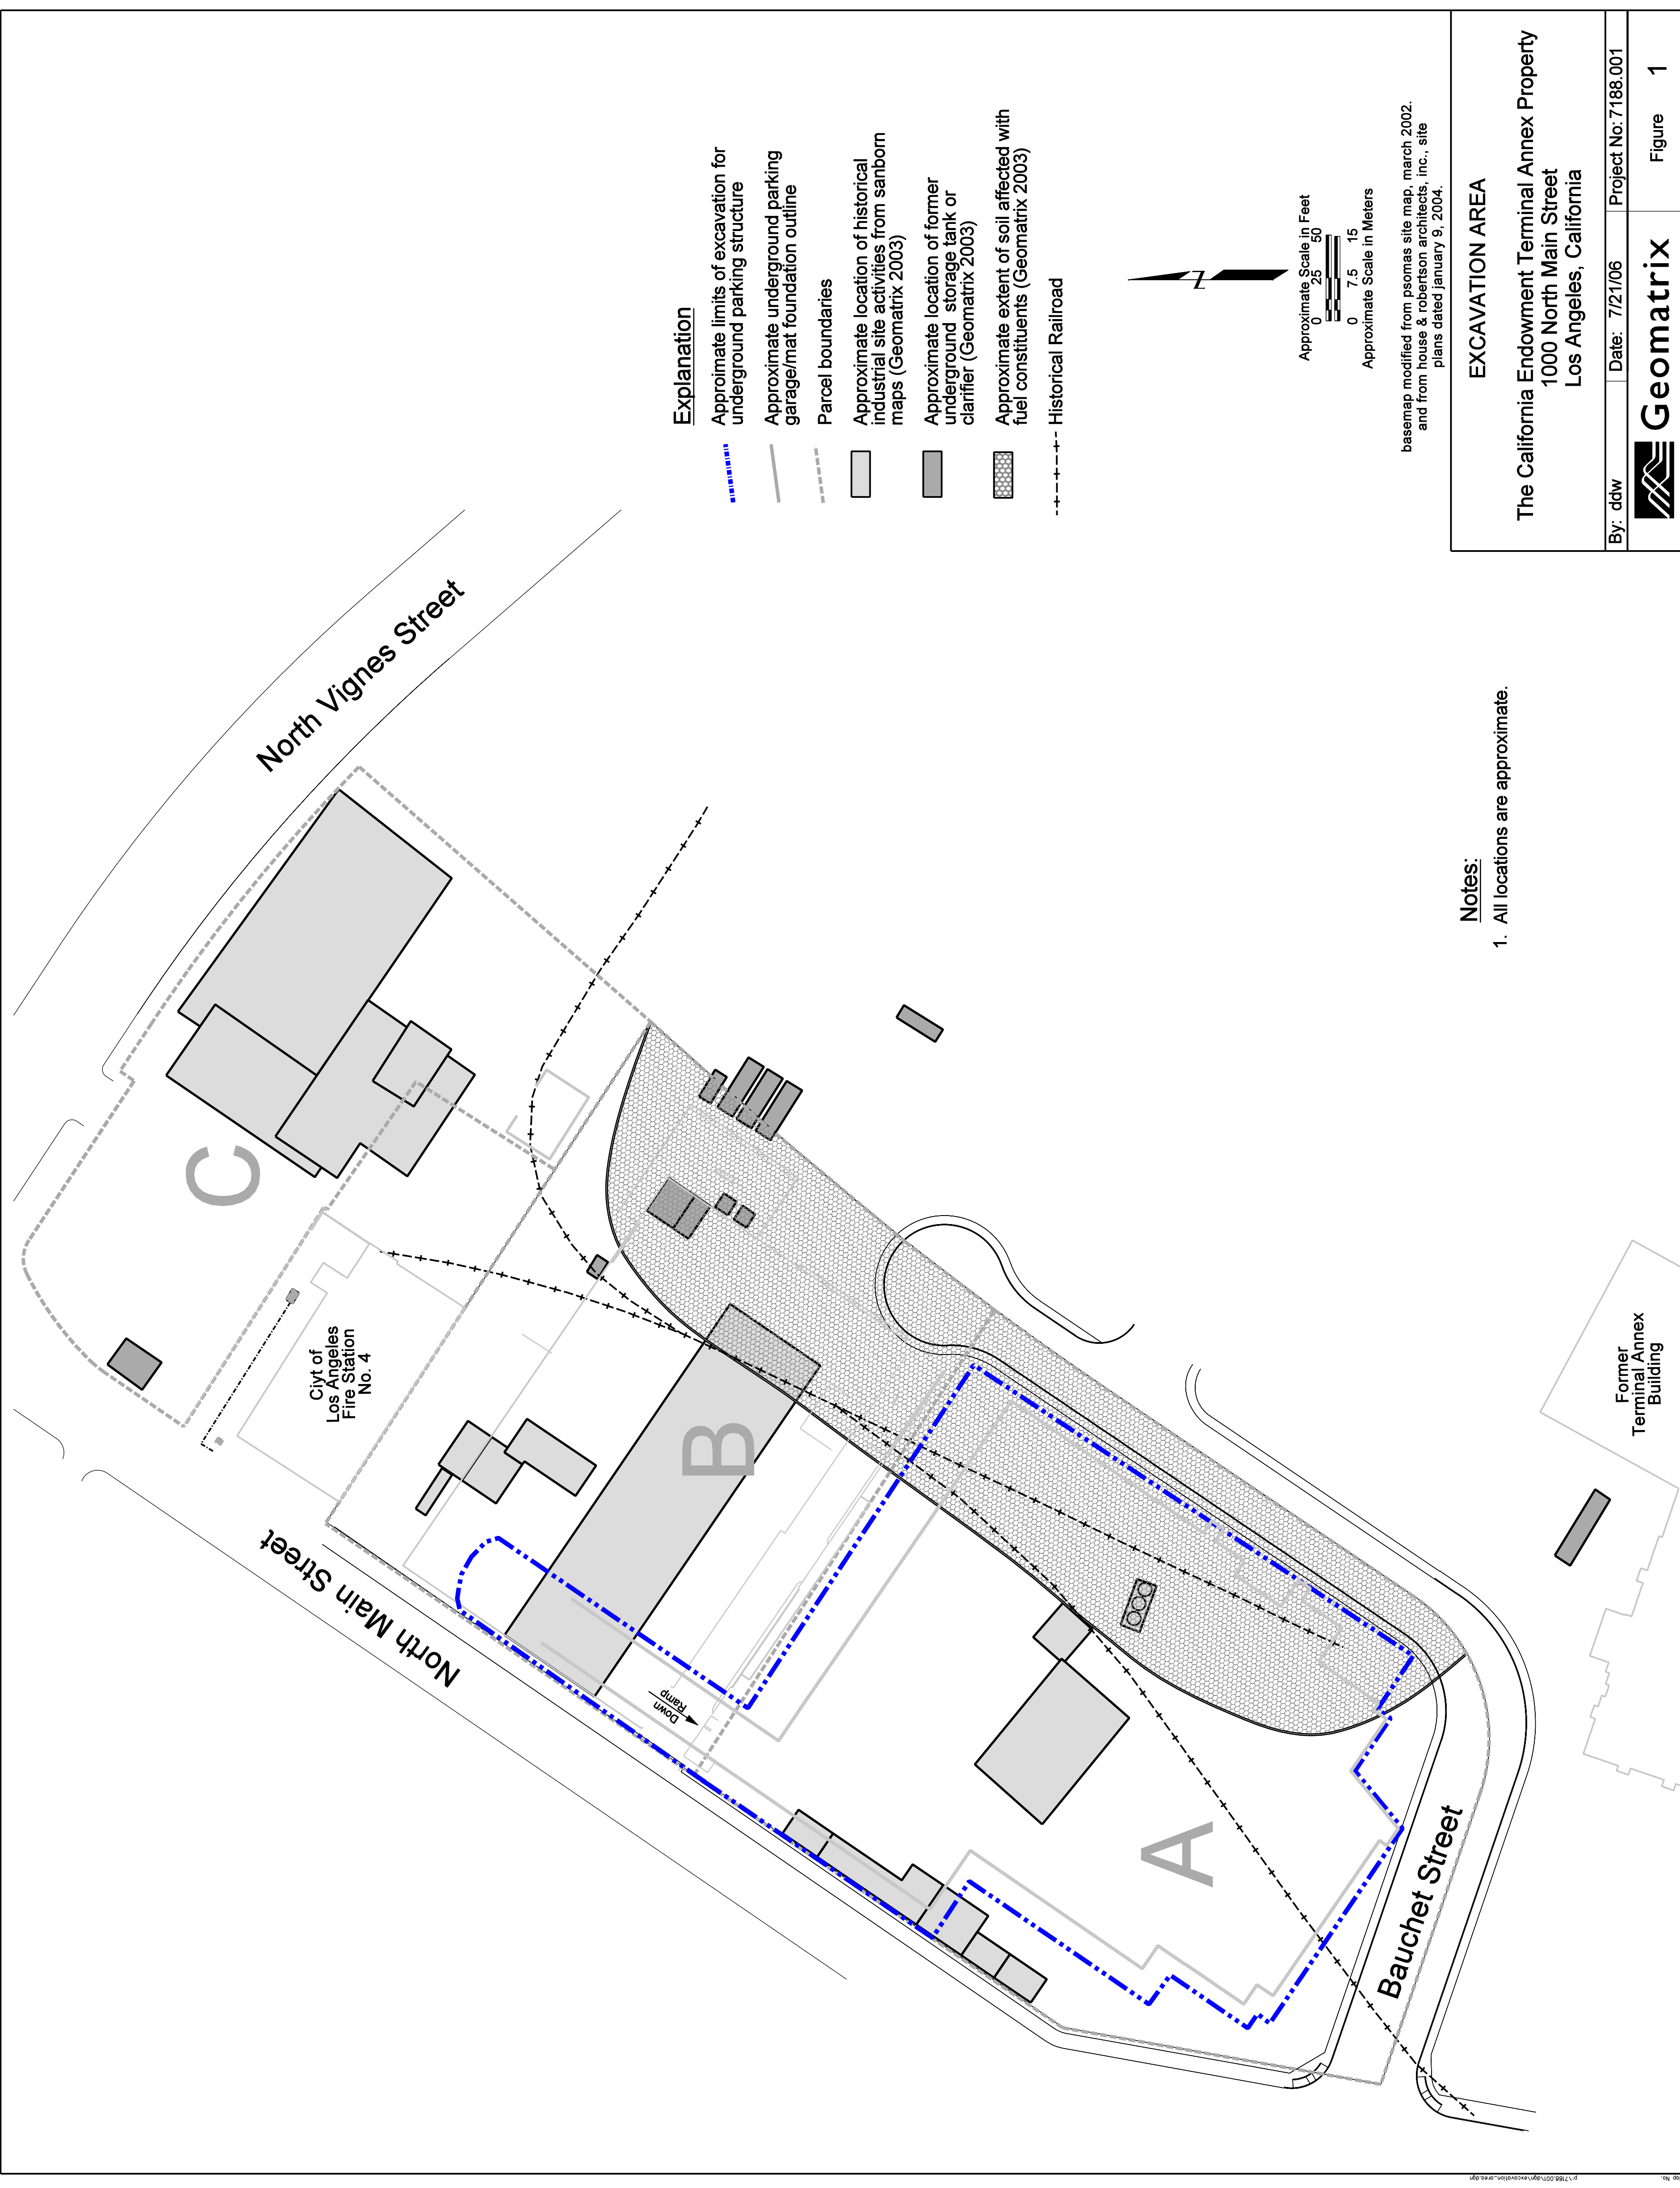 North Vignes Street
C
Ciyt of
Los Angeles
Fire Station
No. 4
North Main Street
B
Down
Ramp
A
Bauchet Street
Former
Terminal Annex
Building
Explanation
Approimate limits of excavation for
underground parking structure
Approximate underground parking
garage/mat foundation outline
Parcel boundaries
Approximate location of historical
industrial site activities from sanborn
maps (Geomatrix 2003)
Approximate location of former
underground storage tank or
clarifier (Geomatrix 2003)
Approximate extent of soil affected with
fuel constituents (Geomatrix 2003)
Historical Railroad
N
Approximate Scale in Feet
0 25 50
0 7.5 15
Approximate Scale in Meters
basemap modified from psomas site map, march 2002.
and from house & robertson architects, inc., site
plans dated january 9, 2004.
Notes:
1. All locations are approximate.
EXCAVATION AREA
The California Endowment Terminal Annex Property
1000 North Main Street
Los Angeles, California
By: ddw Date: 7/21/06 Project No: 7188.001
Geomatrix Figure 1
p:\7188.001\dgn\excavation_area.dgn